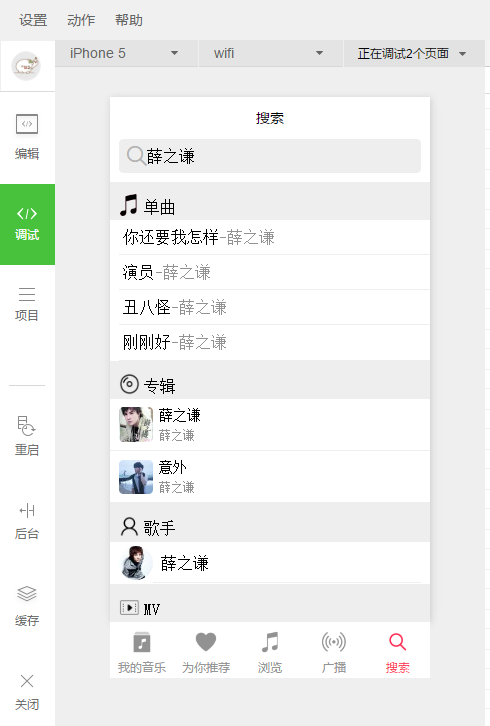 设置 动作 帮助
iPhone 5 wifi 正在调试2个页面
编辑
调试
项目
重启
后台
缓存
关闭
搜索
薛之谦
单曲
你还要我怎样-薛之谦
演员-薛之谦
丑八怪-薛之谦
刚刚好-薛之谦
专辑
薛之谦
薛之谦
意外
薛之谦
歌手
薛之谦
MV
我的音乐 为你推荐 浏览 广播 搜索